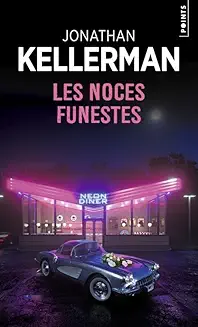 POINTS
JONATHAN
KELLERMAN
LES NOCES
FUNESTES
NEON
DINER